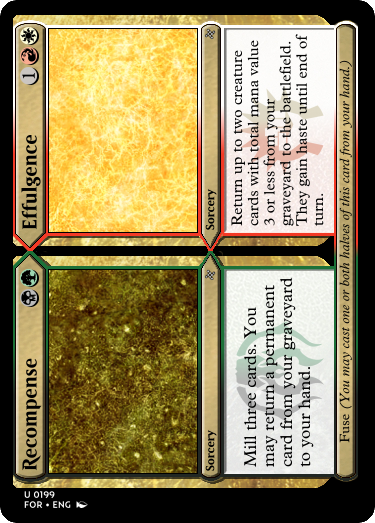 Recompense
Sorcery
Mill three cards. You
may return a permanent
card from your graveyard
to your hand.
Effulgence
1
Sorcery
Return up to two creature
cards with total mana value
3 or less from your
graveyard to the battlefield.
They gain haste until end of
turn.
Fuse (You may cast one or both halves of this card from your hand.)
U 0199
FOR • ENG